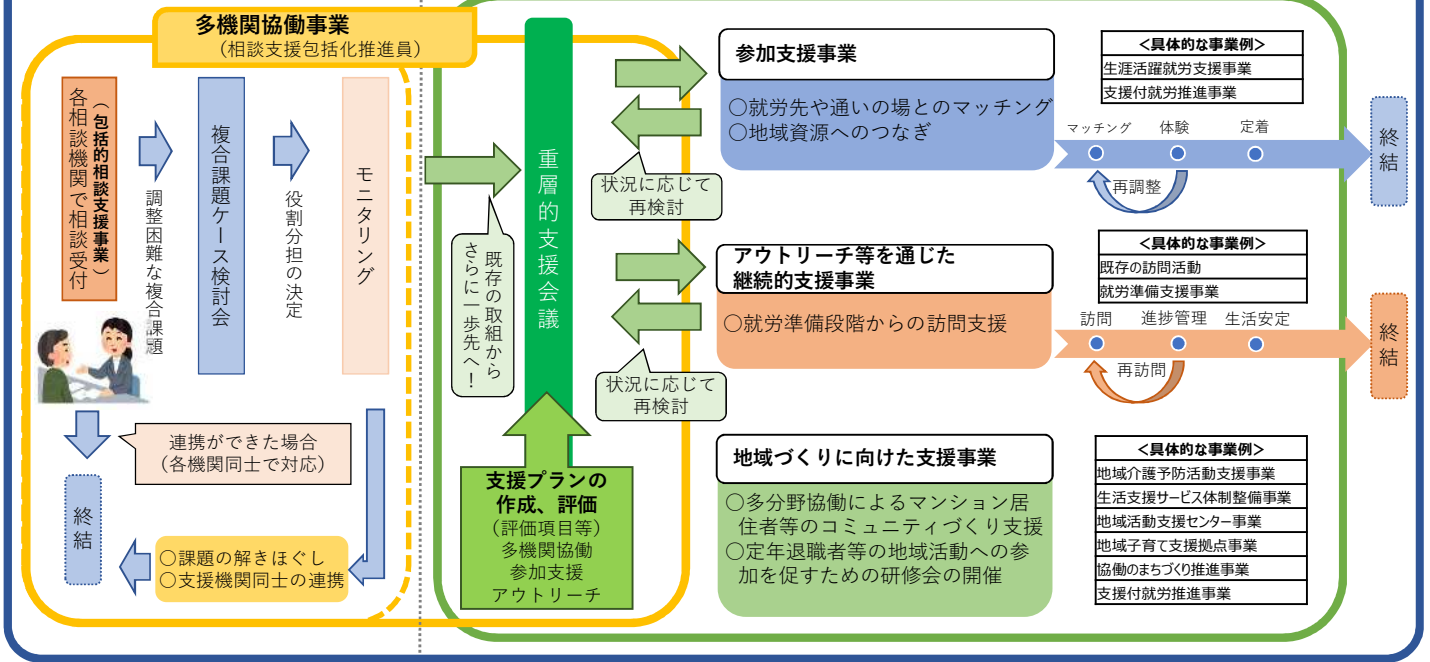 多機関協働事業
（相談支援包括化推進員）
（包括的相談支援事業）
各相談機関で相談受付
調整困難な複合課題
複合課題ケース検討会
役割分担の決定
モニタリング
連携ができた場合
（各機関同士で対応）
終結
○課題の解きほぐし
○支援機関同士の連携
既存の取組から
さらに一歩先へ！
重層的支援会議
支援プランの
作成、評価
（評価項目等）
多機関協働
参加支援
アウトリーチ
状況に応じて
再検討
状況に応じて
再検討
参加支援事業
○就労先や通いの場とのマッチング
○地域資源へのつなぎ
＜具体的な事業例＞
生涯活躍就労支援事業
支援付就労推進事業
マッチング
体験
定着
再調整
終結
アウトリーチ等を通じた
継続的支援事業
○就労準備段階からの訪問支援
＜具体的な事業例＞
既存の訪問活動
就労準備支援事業
訪問
進捗管理
生活安定
再訪問
終結
地域づくりに向けた支援事業
○多分野協働によるマンション居
住者等のコミュニティづくり支援
○定年退職者等の地域活動への参
加を促すための研修会の開催
＜具体的な事業例＞
地域介護予防活動支援事業
生活支援サービス体制整備事業
地域活動支援センター事業
地域子育て支援拠点事業
協働のまちづくり推進事業
支援付就労推進事業